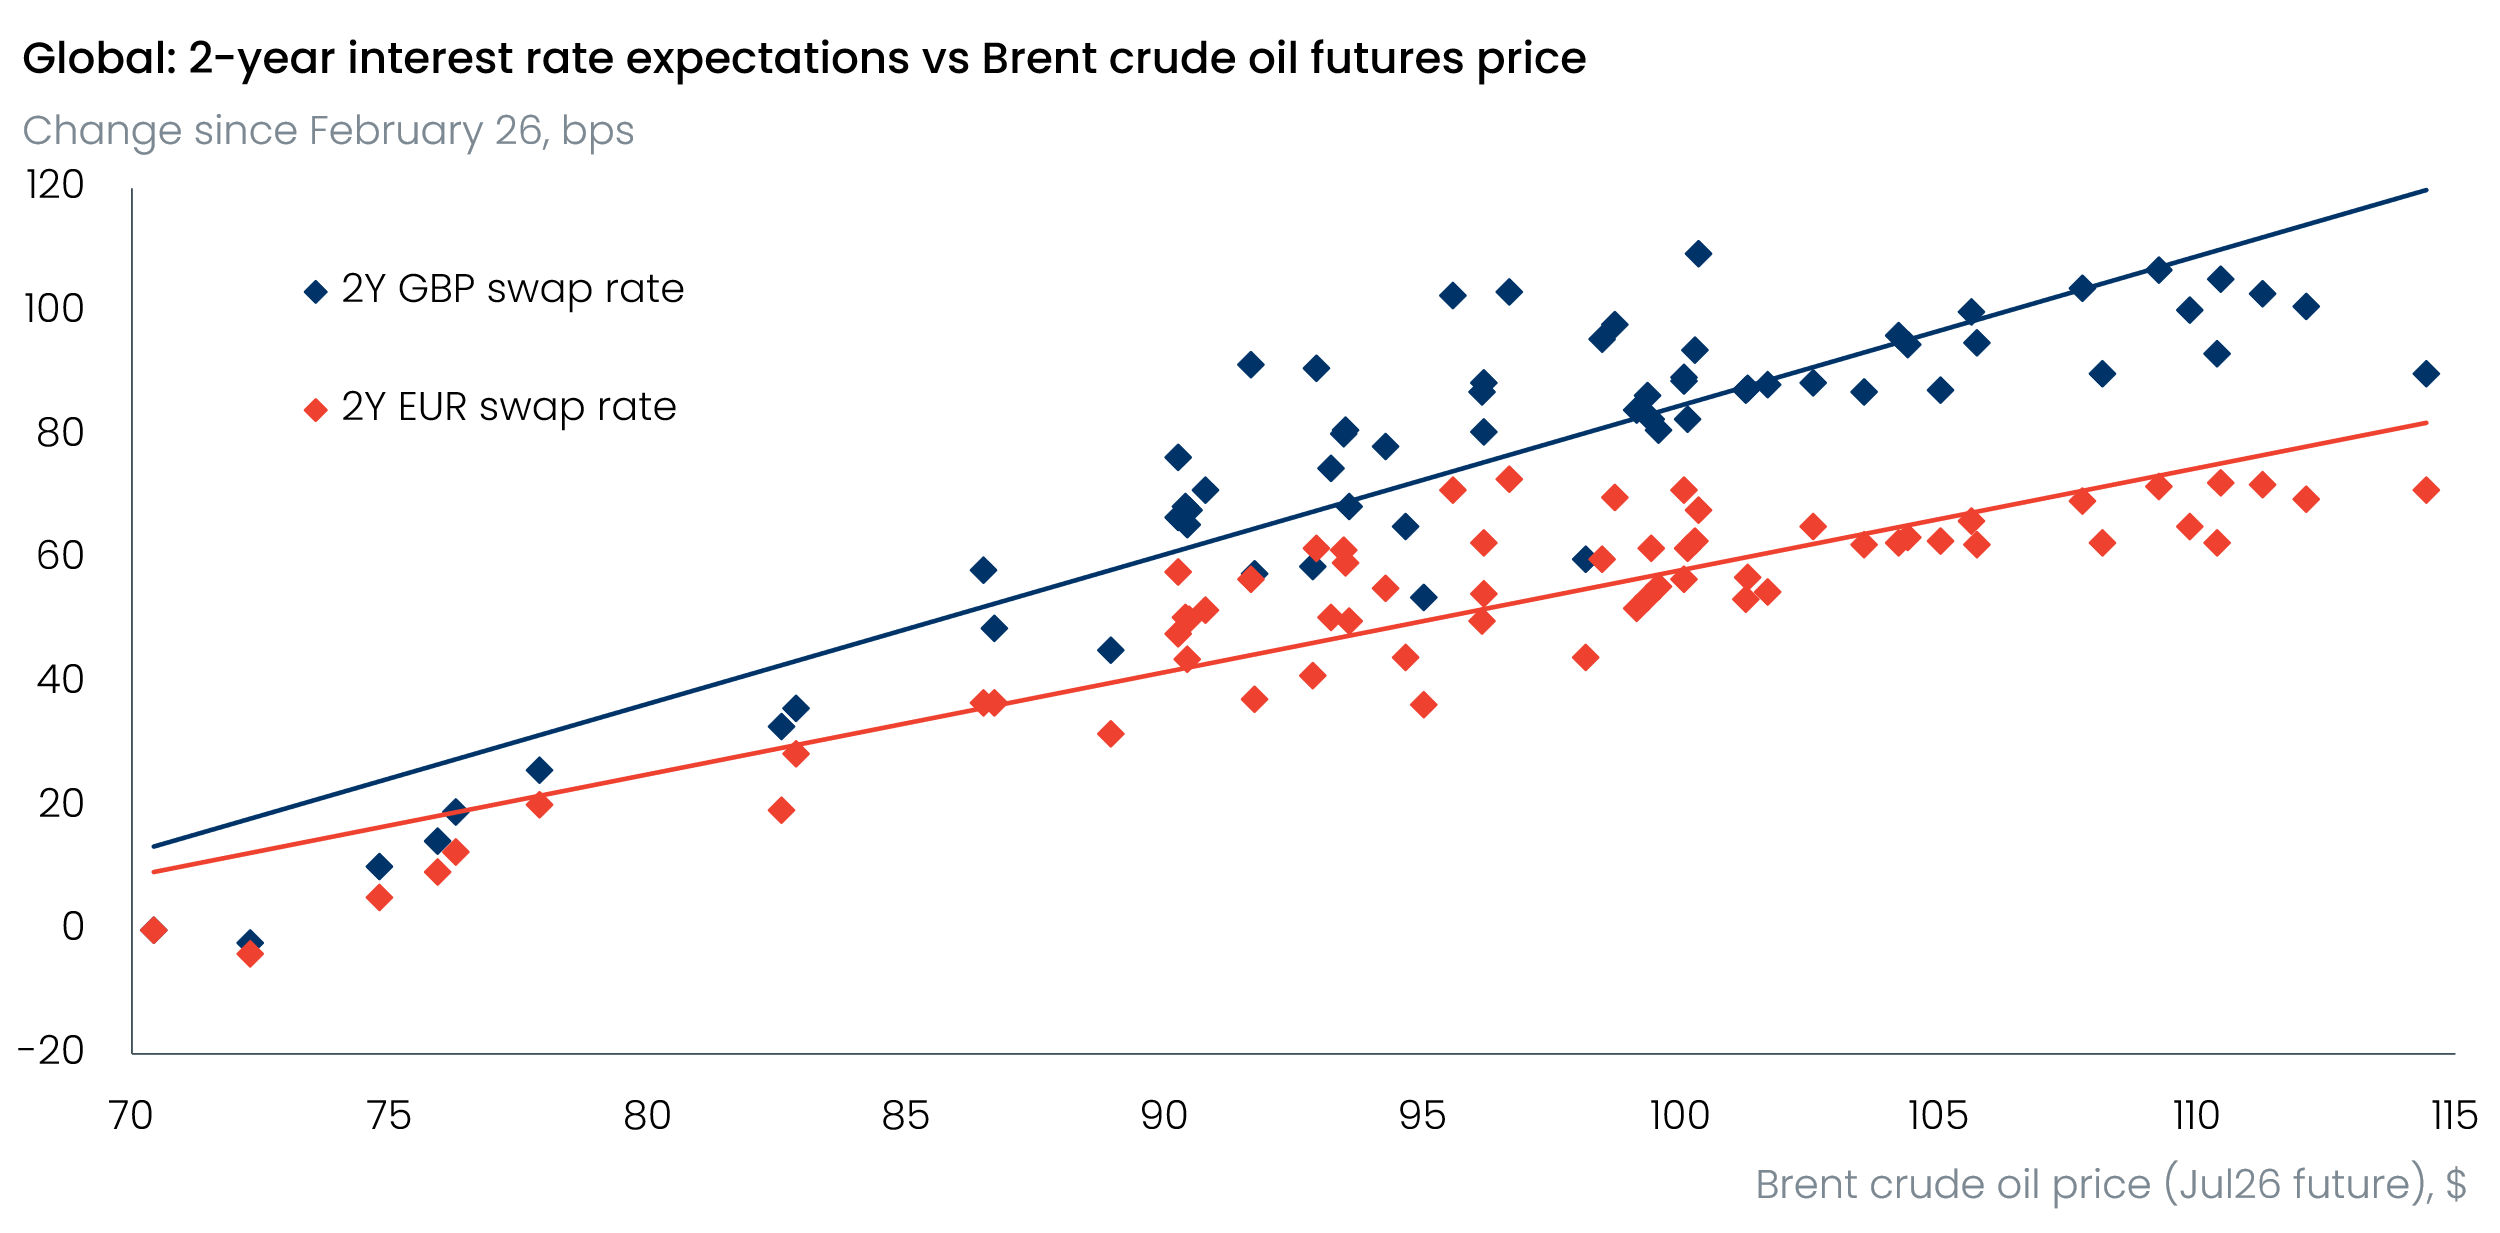 Global: 2-year interest rate expectations vs Brent crude oil futures price
Change since February 26, bps
120
2Y GBP swap rate
100
2Y EUR swap rate
80
60
40
20
0
-20
70 75 80 85 90 95 100 105 110 115
Brent crude oil price (Jul26 future), $